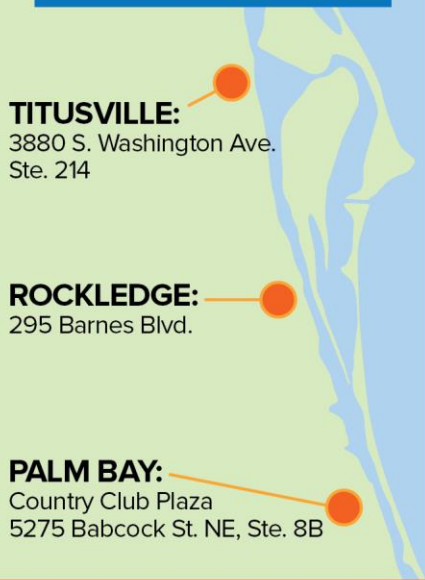 TITUSVILLE:
3880 S. Washington Ave.
Ste. 214
ROCKLEDGE:
295 Barnes Blvd.
PALM BAY:
Country Club Plaza
5275 Babcock St. NE, Ste. 8B